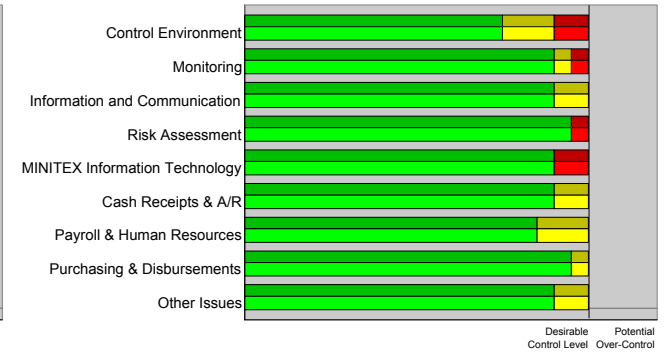 Control Environment
Monitoring
Information and Communication
Risk Assessment
MINITEX Information Technology
Cash Receipts & A/R
Payroll & Human Resources
Purchasing & Disbursements
Other Issues
Desirable Potential
Control Level Over-Control